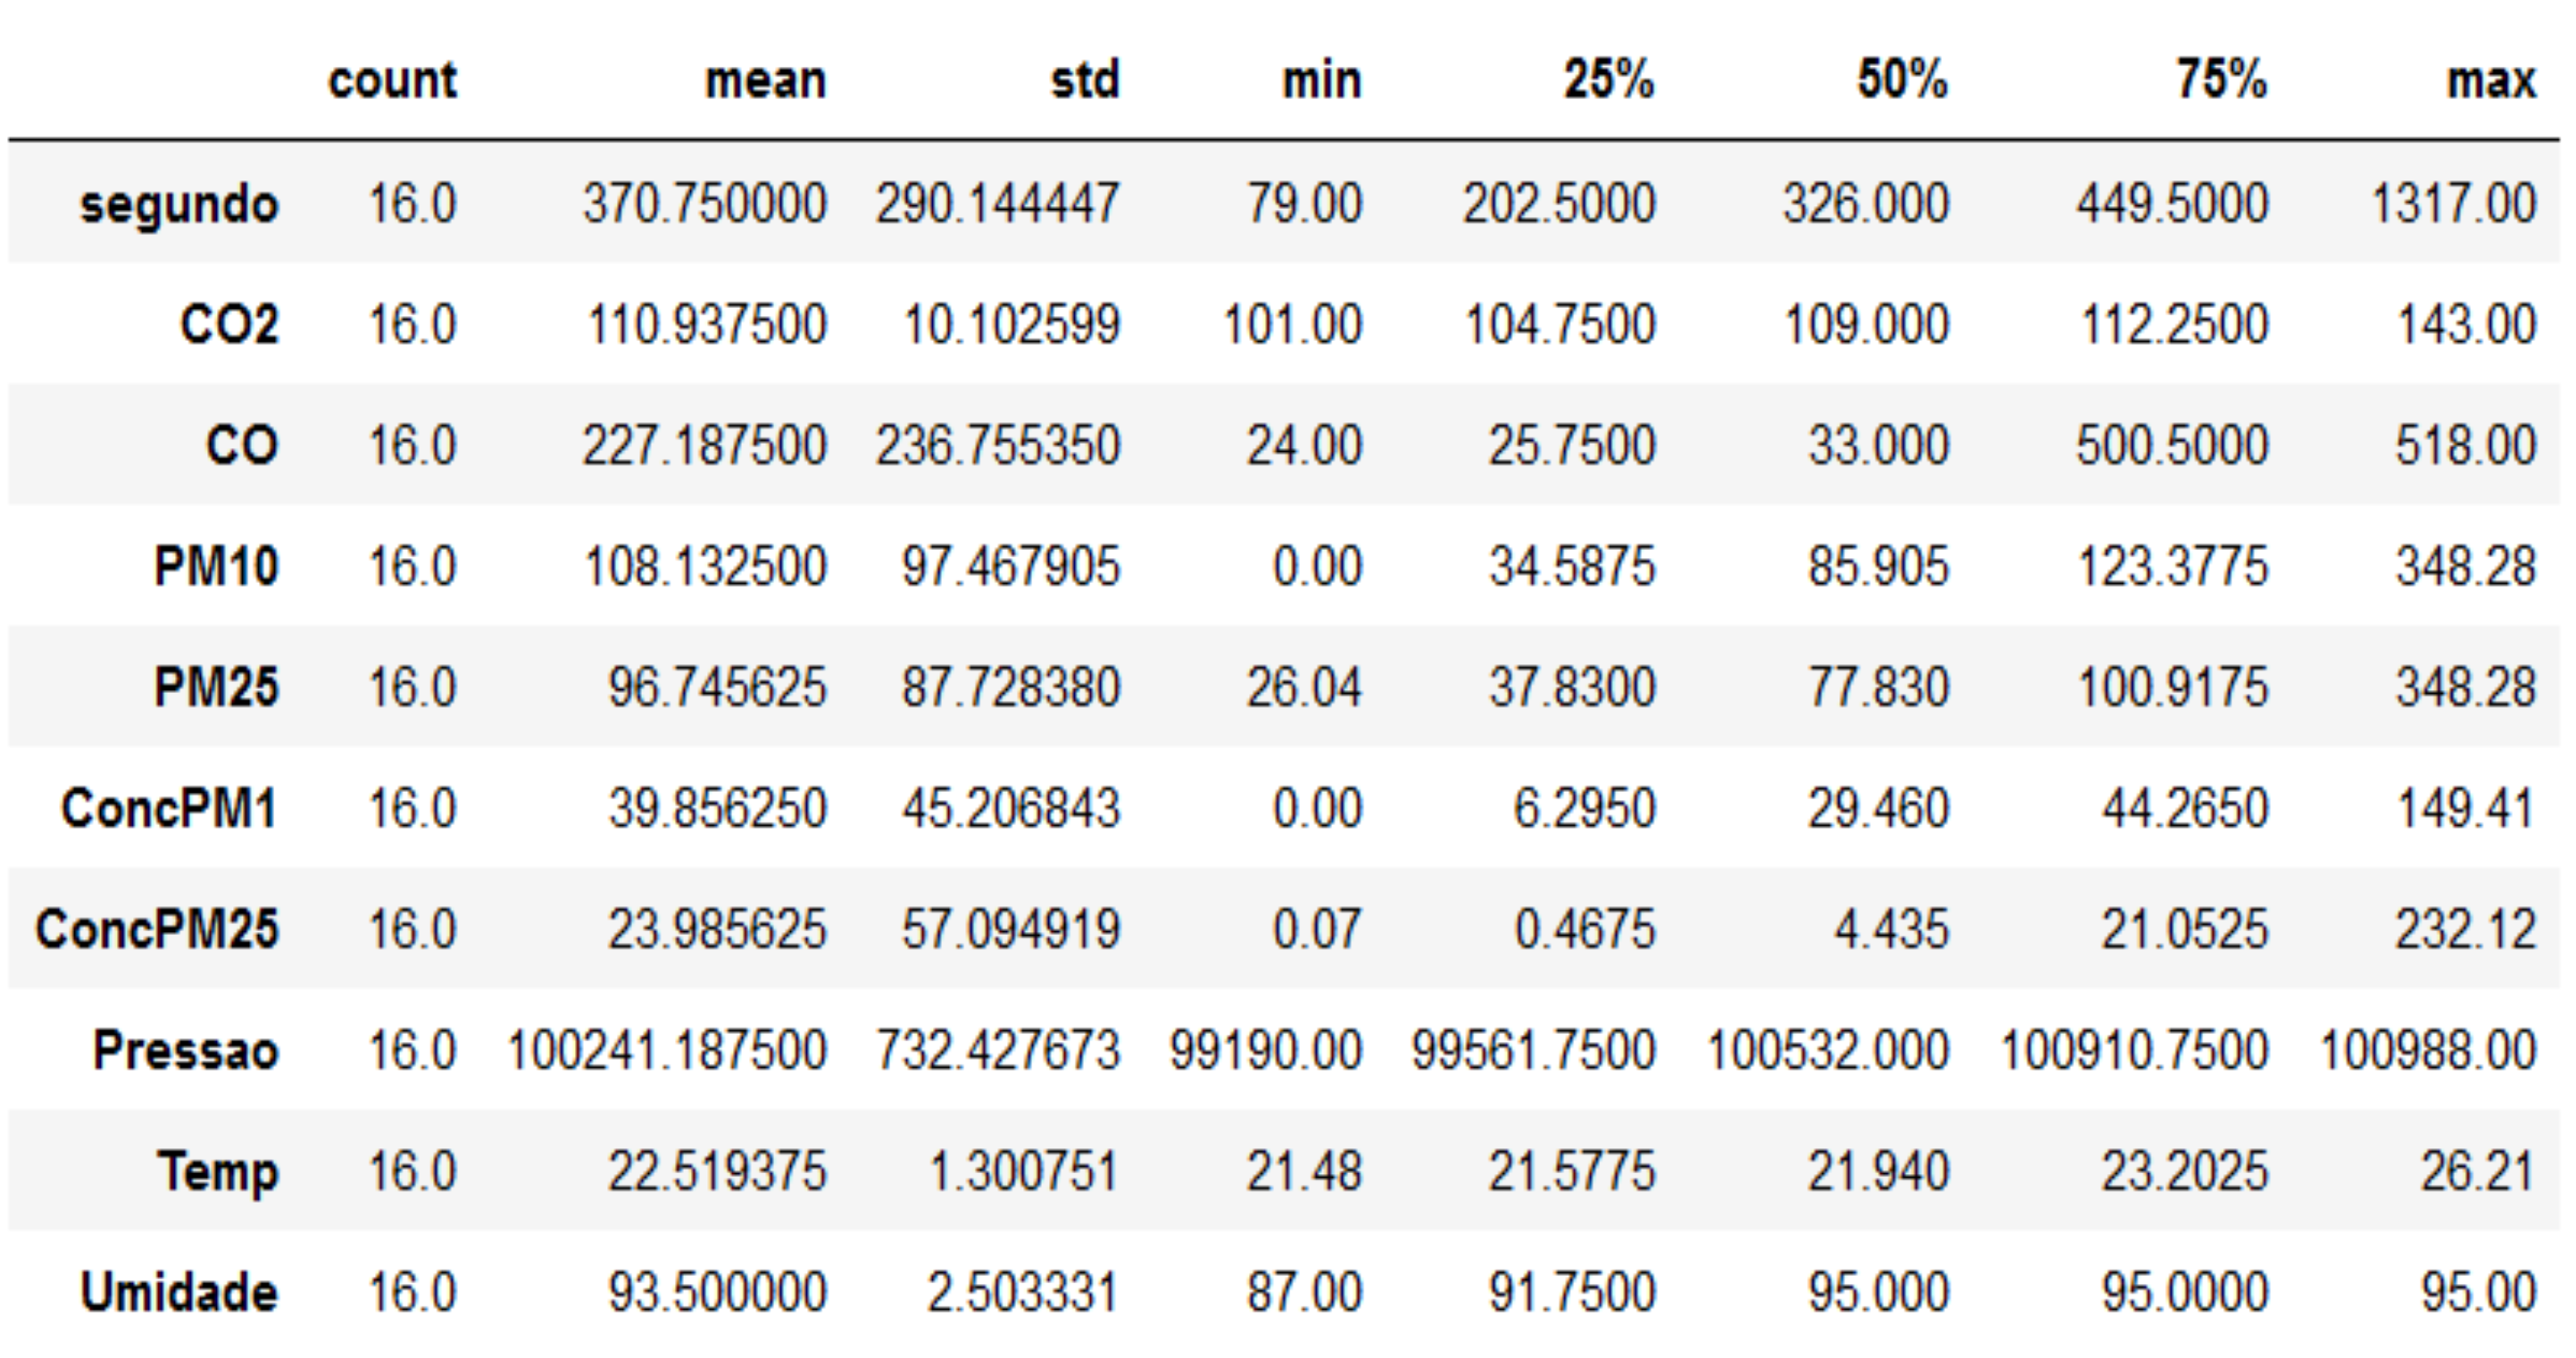 count mean std min 25% 50% 75% max
segundo 16.0 370.750000 290.144447 79.00 202.5000 326.000 449.5000 1317.00
CO2 16.0 110.937500 10.102599 101.00 104.7500 109.000 112.2500 143.00
CO 16.0 227.187500 236.755350 24.00 25.7500 33.000 500.5000 518.00
PM10 16.0 108.132500 97.467905 0.00 34.5875 85.905 123.3775 348.28
PM25 16.0 96.745625 87.728380 26.04 37.8300 77.830 100.9175 348.28
ConcPM1 16.0 39.856250 45.206843 0.00 6.2950 29.460 44.2650 149.41
ConcPM25 16.0 23.985625 57.094919 0.07 0.4675 4.435 21.0525 232.12
Pressao 16.0 100241.187500 732.427673 99190.00 99561.7500 100532.000 100910.7500 100988.00
Temp 16.0 22.519375 1.300751 21.48 21.5775 21.940 23.2025 26.21
Umidade 16.0 93.500000 2.503331 87.00 91.7500 95.000 95.0000 95.00